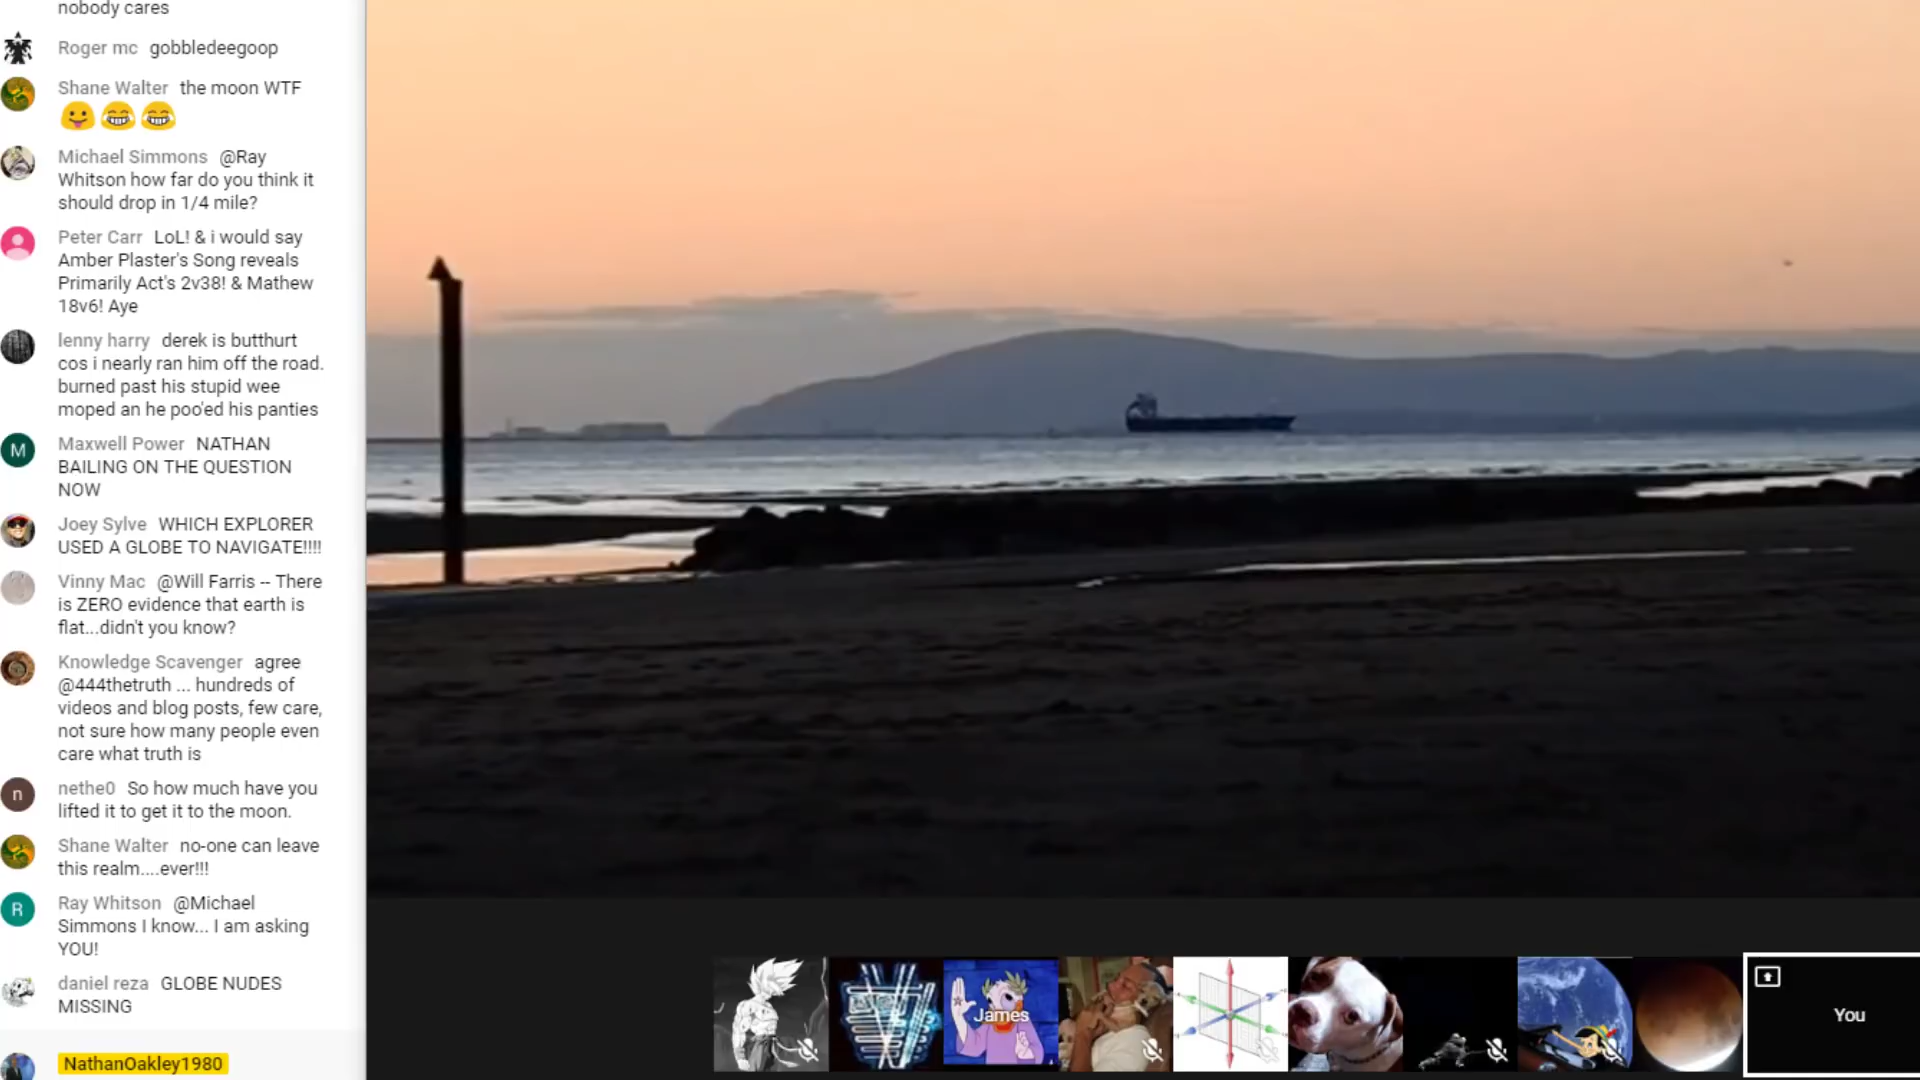 nobody cares
Roger mc gobbledeegoop
Shane Walter the moon WTF
😛😂😂
Michael Simmons @Ray
Whitson how far do you think it
should drop in 1/4 mile?
Peter Carr LoL! & i would say
Amber Plaster's Song reveals
Primarily Act's 2v38! & Mathew
18v6! Aye
lenny harry derek is butthurt
cos i nearly ran him off the road.
burned past his stupid wee
moped an he poo'ed his panties
M
Maxwell Power NATHAN
BAILING ON THE QUESTION
NOW
Joey Sylve WHICH EXPLORER
USED A GLOBE TO NAVIGATE!!!!
Vinny Mac @Will Farris -- There
is ZERO evidence that earth is
flat...didn't you know?
Knowledge Scavenger agree
@444thetruth ... hundreds of
videos and blog posts, few care,
not sure how many people even
care what truth is
n
nethe0 So how much have you
lifted it to get it to the moon.
Shane Walter no-one can leave
this realm....ever!!!
R
Ray Whitson @Michael
Simmons I know... I am asking
YOU!
daniel reza GLOBE NUDES
MISSING
NathanOakley1980
James
You